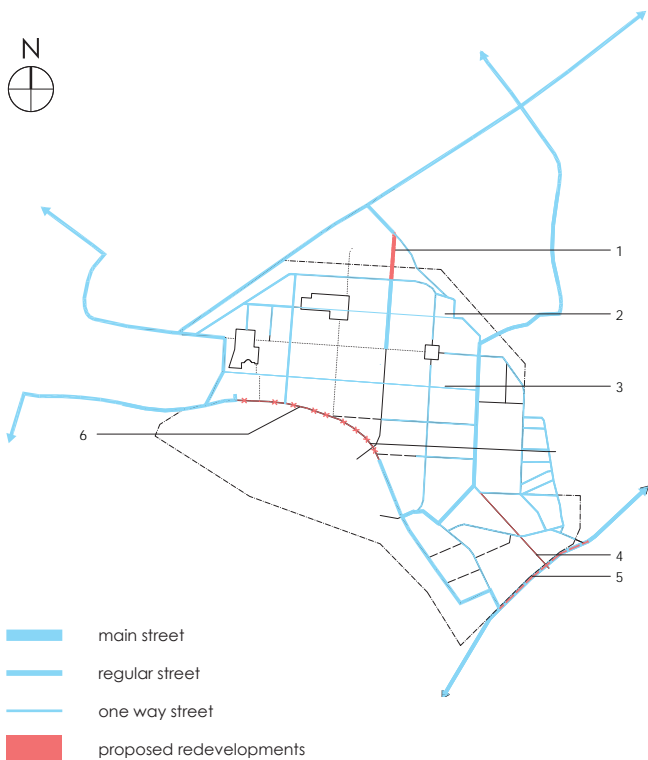 N
1
2
3
6
4
5
main street
regular street
one way street
proposed redevelopments